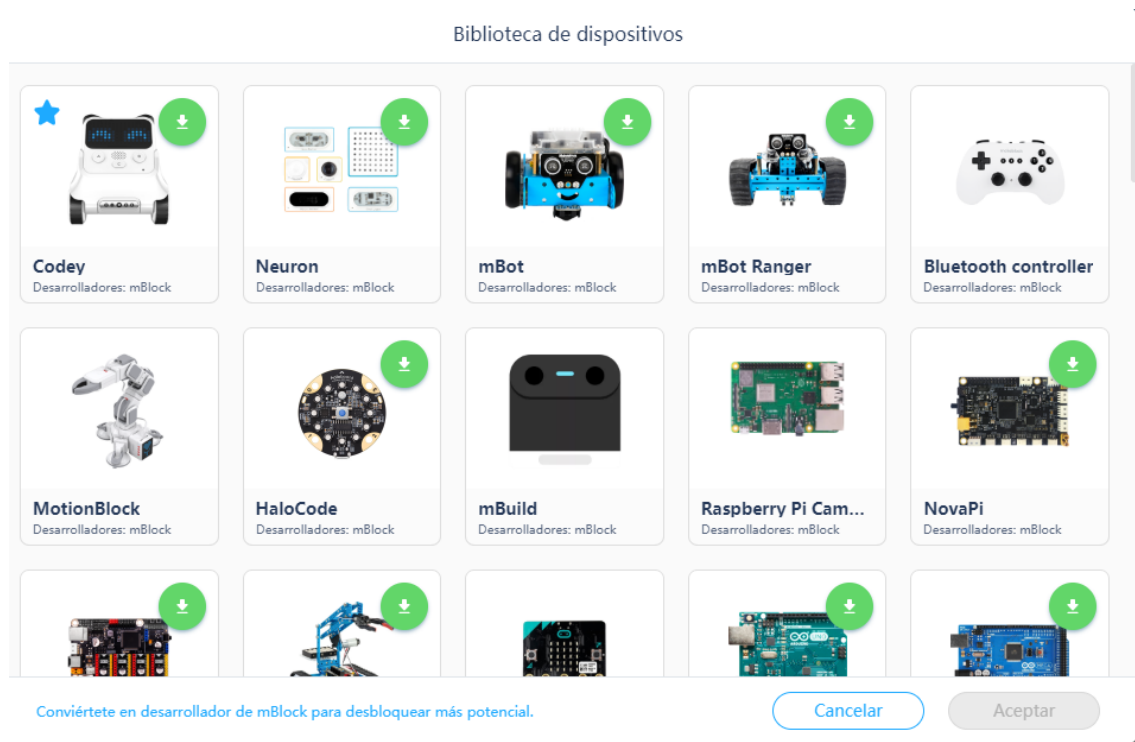 Biblioteca de dispositivos
Codey
Desarrolladores: mBlock
Neuron
Desarrolladores: mBlock
mBot
Desarrolladores: mBlock
mBot Ranger
Desarrolladores: mBlock
Bluetooth controller
Desarrolladores: mBlock
MotionBlock
Desarrolladores: mBlock
HaloCode
Desarrolladores: mBlock
mBuild
Desarrolladores: mBlock
Raspberry Pi Cam...
Desarrolladores: mBlock
NovaPi
Desarrolladores: mBlock
Conviértete en desarrollador de mBlock para desbloquear más potencial.
Cancelar
Aceptar